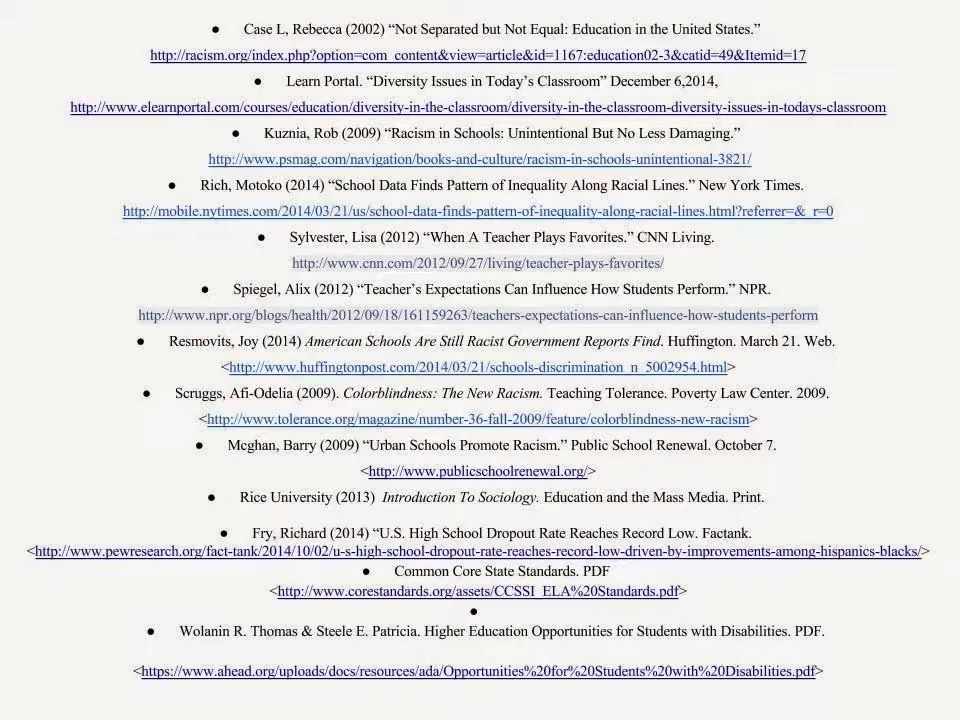 ● Case L, Rebecca (2002) “Not Separated but Not Equal: Education in the United States.”
http://racism.org/index.php?option=com_content&view=article&id=1167:education02-3&catid=49&Itemid=17
● Learn Portal. “Diversity Issues in Today’s Classroom” December 6,2014,
http://www.elearnportal.com/courses/education/diversity-in-the-classroom/diversity-in-the-classroom-diversity-issues-in-todays-classroom
● Kuznia, Rob (2009) “Racism in Schools: Unintentional But No Less Damaging.”
http://www.psmag.com/navigation/books-and-culture/racism-in-schools-unintentional-3821/
● Rich, Motoko (2014) “School Data Finds Pattern of Inequality Along Racial Lines.” New York Times.
http://mobile.nytimes.com/2014/03/21/us/school-data-finds-pattern-of-inequality-along-racial-lines.html?referrer=&_r=0
● Sylvester, Lisa (2012) “When A Teacher Plays Favorites.” CNN Living.
http://www.cnn.com/2012/09/27/living/teacher-plays-favorites/
● Spiegel, Alix (2012) “Teacher’s Expectations Can Influence How Students Perform.” NPR.
http://www.npr.org/blogs/health/2012/09/18/161159263/teachers-expectations-can-influence-how-students-perform
● Resmovits, Joy (2014) American Schools Are Still Racist Government Reports Find. Huffington. March 21. Web.
<http://www.huffingtonpost.com/2014/03/21/schools-discrimination_n_5002954.html>
● Scruggs, Afi-Odelia (2009). Colorblindness: The New Racism. Teaching Tolerance. Poverty Law Center. 2009.
<http://www.tolerance.org/magazine/number-36-fall-2009/feature/colorblindness-new-racism>
● Mcghan, Barry (2009) “Urban Schools Promote Racism.” Public School Renewal. October 7.
<http://www.publicschoolrenewal.org/>
● Rice University (2013) Introduction To Sociology. Education and the Mass Media. Print.
● Fry, Richard (2014) “U.S. High School Dropout Rate Reaches Record Low. Factank.
<http://www.pewresearch.org/fact-tank/2014/10/02/u-s-high-school-dropout-rate-reaches-record-low-driven-by-improvements-among-hispanics-blacks/>
● Common Core State Standards. PDF
<http://www.corestandards.org/assets/CCSSI_ELA%20Standards.pdf>
●
● Wolanin R. Thomas & Steele E. Patricia. Higher Education Opportunities for Students with Disabilities. PDF.
<https://www.ahead.org/uploads/docs/resources/ada/Opportunities%20for%20Students%20with%20Disabilities.pdf>